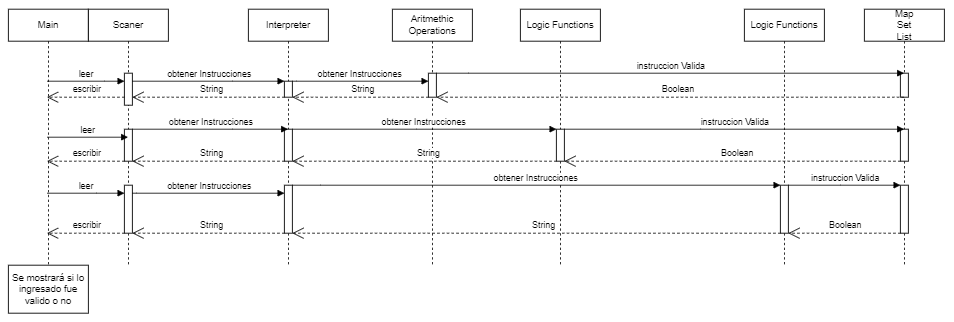 Main
Scaner
Interpreter
Aritmethic
Operations
Logic Functions
Logic Functions
Map
Set
List
leer
obtener Instrucciones
obtener Instrucciones
instruccion Valida
escribir
String
String
Boolean
leer
obtener Instrucciones
obtener Instrucciones
instruccion Valida
escribir
String
String
Boolean
leer
obtener Instrucciones
obtener Instrucciones
instruccion Valida
escribir
String
String
Boolean
Se mostrará si lo
ingresado fue
valido o no